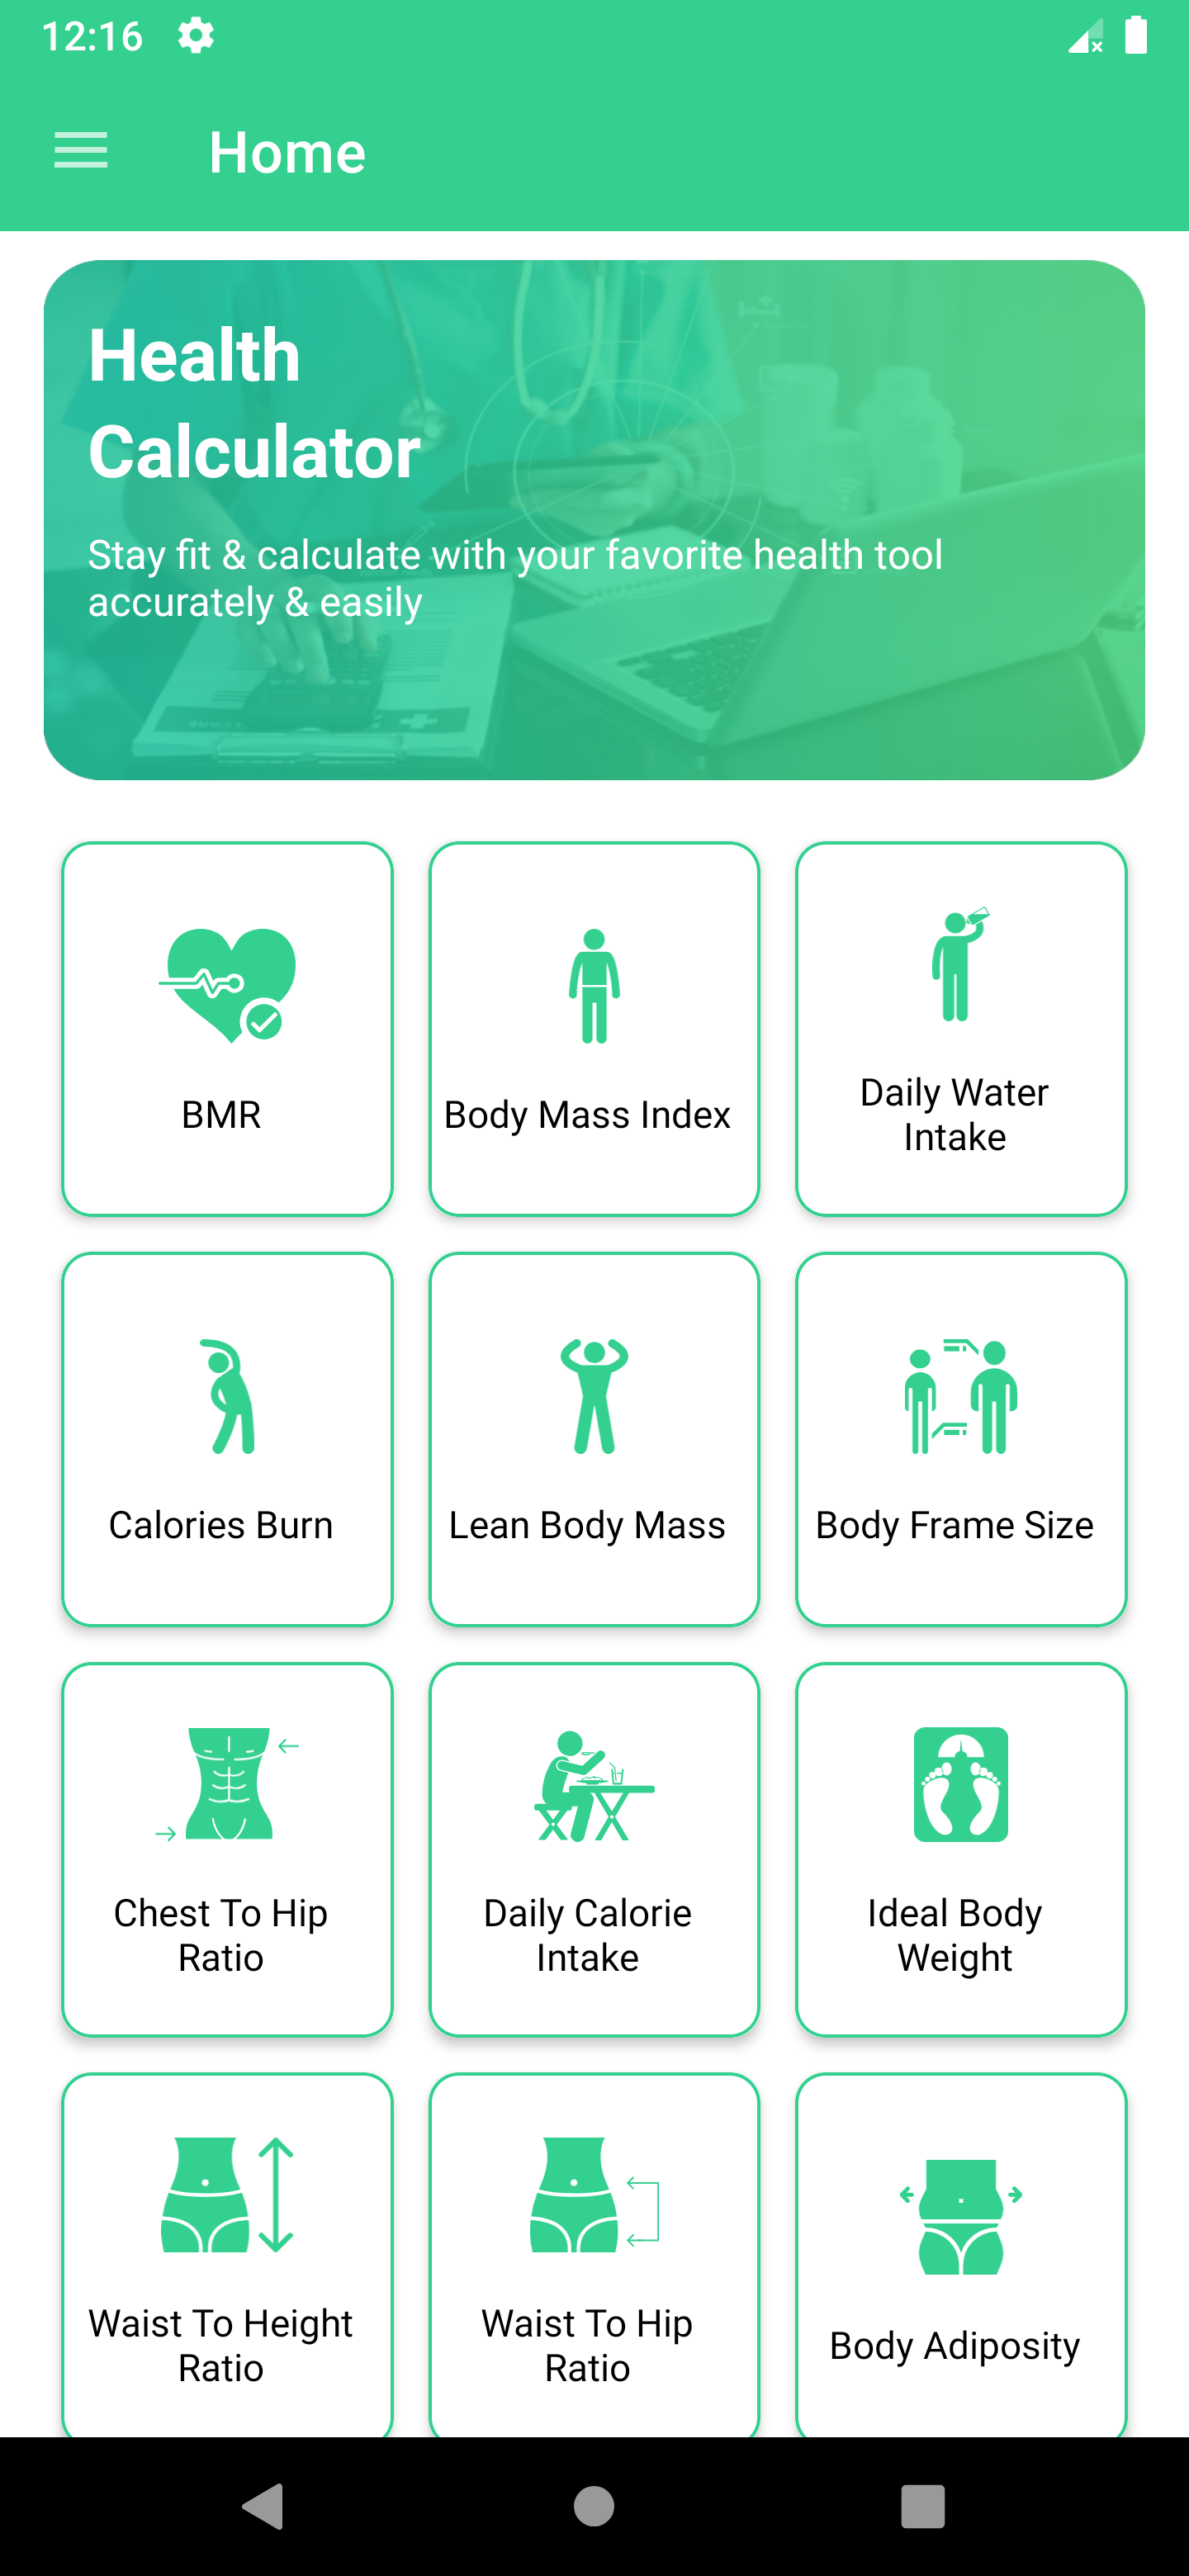 12:16
Home
Health
Calculator
Stay fit & calculate with your favorite health tool
accurately & easily
BMR
Body Mass Index
Daily Water
Intake
Calories Burn
Lean Body Mass
Body Frame Size
Chest To Hip
Ratio
Daily Calorie
Intake
Ideal Body
Weight
Waist To Height
Ratio
Waist To Hip
Ratio
Body Adiposity